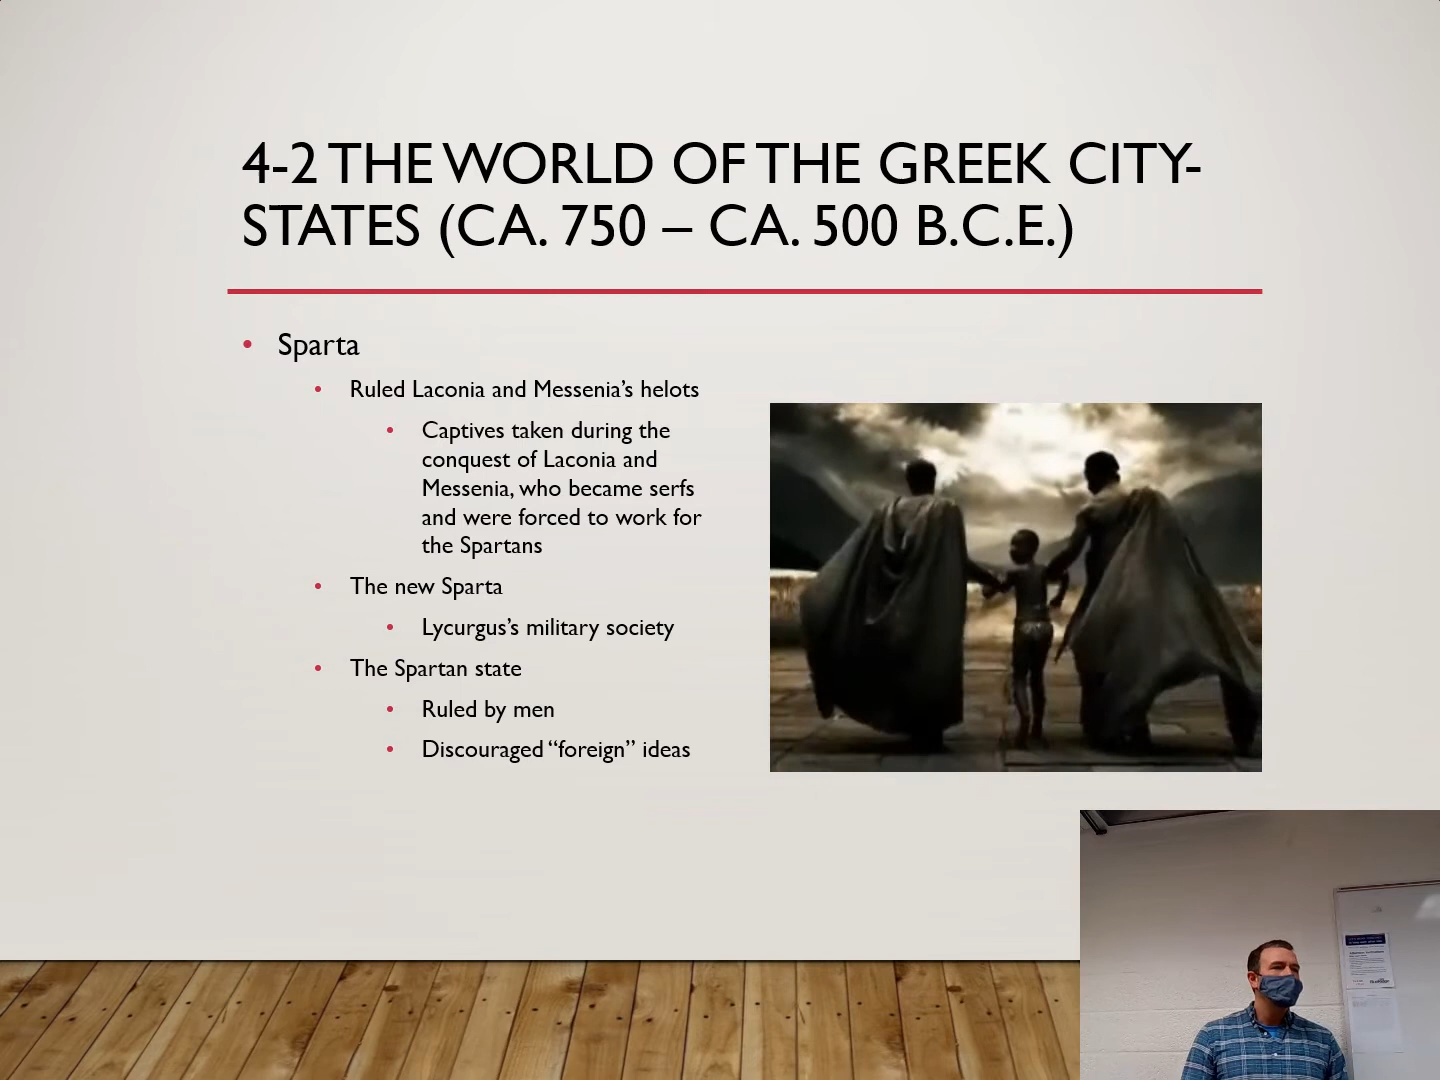 4-2 THE WORLD OF THE GREEK CITY-
STATES (CA. 750 – CA. 500 B.C.E.)
• Sparta
• Ruled Laconia and Messenia’s helots
• Captives taken during the
conquest of Laconia and
Messenia, who became serfs
and were forced to work for
the Spartans
• The new Sparta
• Lycurgus’s military society
• The Spartan state
• Ruled by men
• Discouraged “foreign” ideas